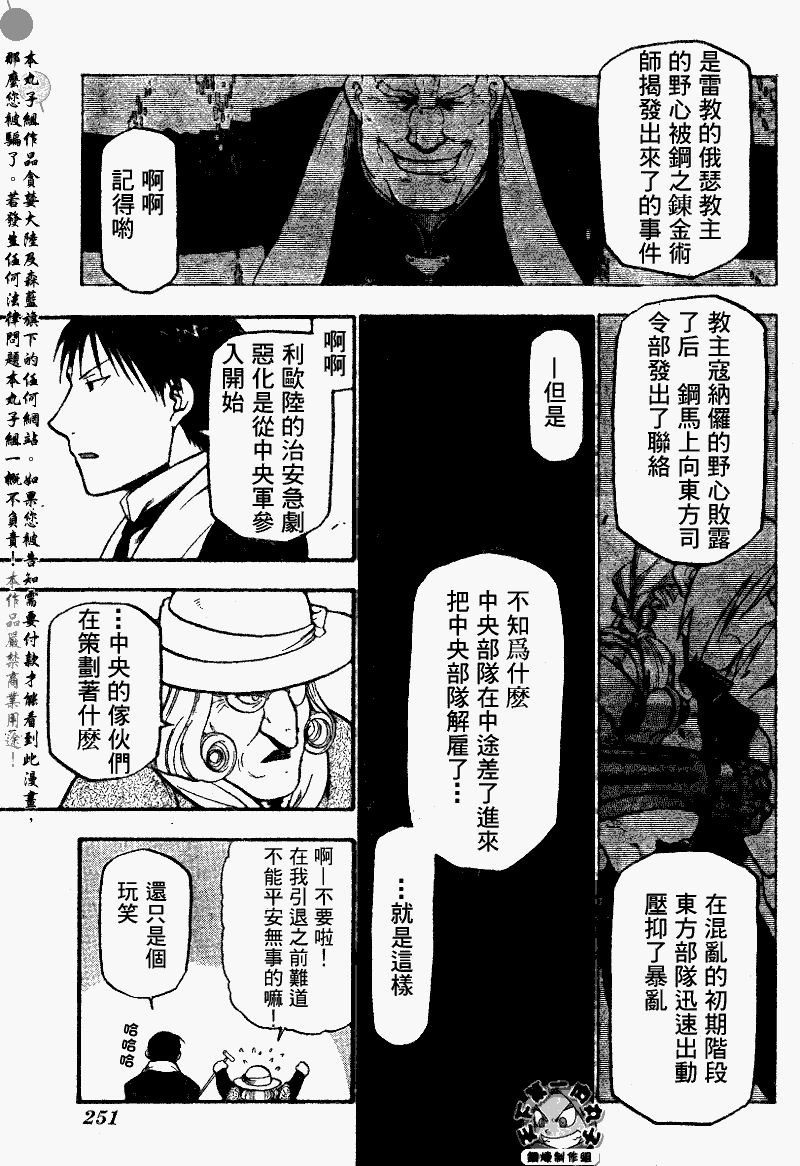 是雷教的俄瑟教主
的野心被鋼之鍊金術
師揭發出來了的事件
啊啊
記得喲
教主寇納儸的野心敗露
了后　鋼馬上向東方司
令部發出了聯絡
在混亂的初期階段
東方部隊迅速出動
壓抑了暴亂
—但是
不知爲什麽
中央部隊在中途差了進來
把中央部隊解雇了…
…就是這樣
啊啊
利歐陸的治安急劇
惡化是從中央軍參
入開始
…中央的傢伙們
在策劃著什麽
啊—不要啦！
在我引退之前難道
不能平安無事的嘛！
還只是個
玩笑
哈哈哈
251
本丸子組作品貪婪大陸及森藍旗下的任何網站。如果您被告知需要付款才能看到此漫畫，
那麼您被騙了。若發生任何法律問題本丸子組一概不負責！本作品嚴禁商業用途！
鋼煉制作組